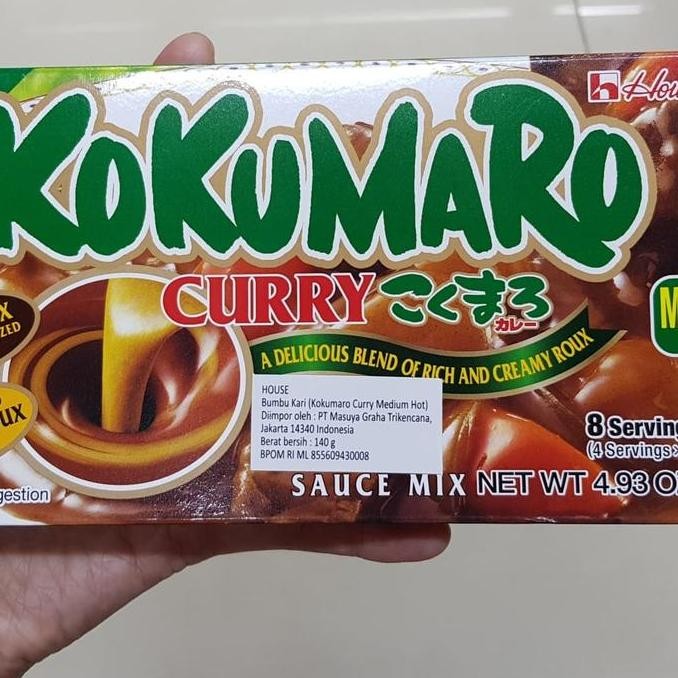 House
KOKUMARO
CURRY こくまろ
カレー
A DELICIOUS BLEND OF RICH AND CREAMY ROUX
HOUSE
Bumbu Kari (Kokumaro Curry Medium Hot)
Diimpor oleh : PT Masuya Graha Trikencana,
Jakarta 14340 Indonesia
Berat bersih : 140 g
BPOM RI ML 855609430008
8 Serving
(4 Servings×
SAUCE MIX NET WT 4.93 OZ